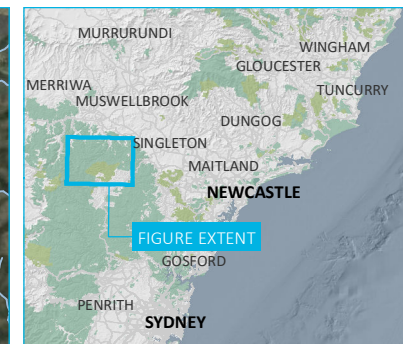 MURRURUNDI
WINGHAM
GLOUCESTER
MERRIWA
TUNCURRY
MUSWELLBROOK
DUNGOG
SINGLETON
MAITLAND
NEWCASTLE
FIGURE EXTENT
GOSFORD
PENRITH
SYDNEY